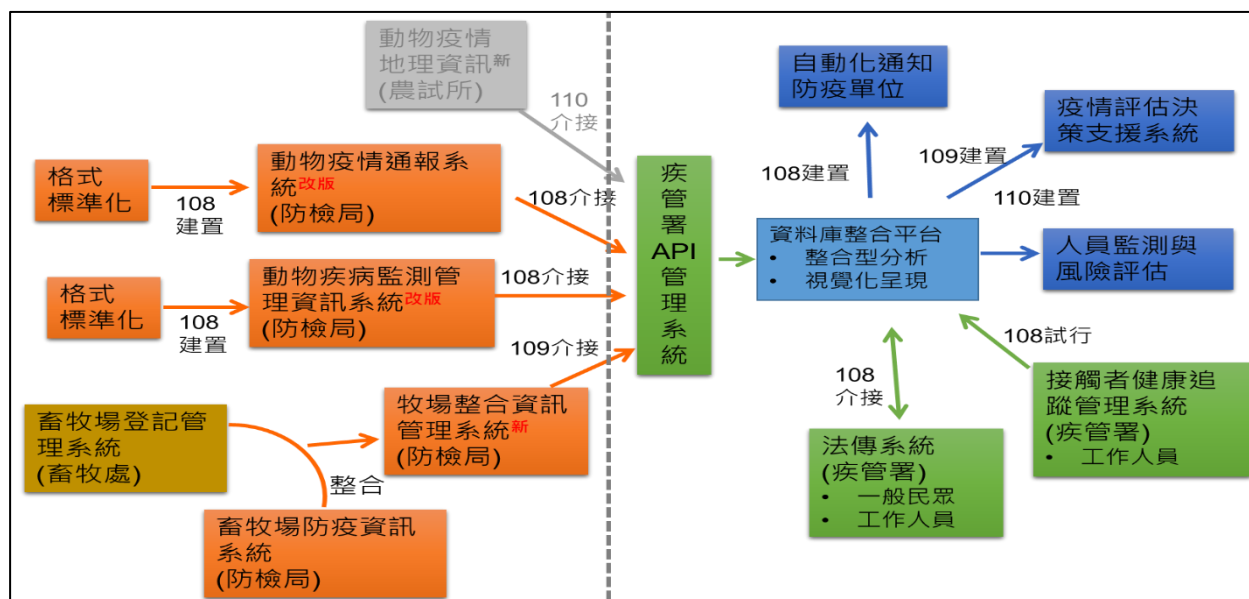 動物疫情
地理資訊新
(農試所)
110
介接
格式
標準化
108
建置
動物疫情通報系
統改版
(防檢局)
108介接
格式
標準化
108
建置
動物疾病監測管
理資訊系統改版
(防檢局)
108介接
畜牧場登記管
理系統
(畜牧處)
整合
畜牧場防疫資訊
系統
(防檢局)
牧場整合資訊
管理系統新
(防檢局)
109介接
疾
管
署
API
管
理
系
統
自動化通知
防疫單位
108建置
疫情評估決
策支援系統
109建置
110建置
資料庫整合平台
• 整合型分析
• 視覺化呈現
人員監測與
風險評估
108
介接
法傳系統
(疾管署)
• 一般民眾
• 工作人員
108試行
接觸者健康追
蹤管理系統
(疾管署)
• 工作人員